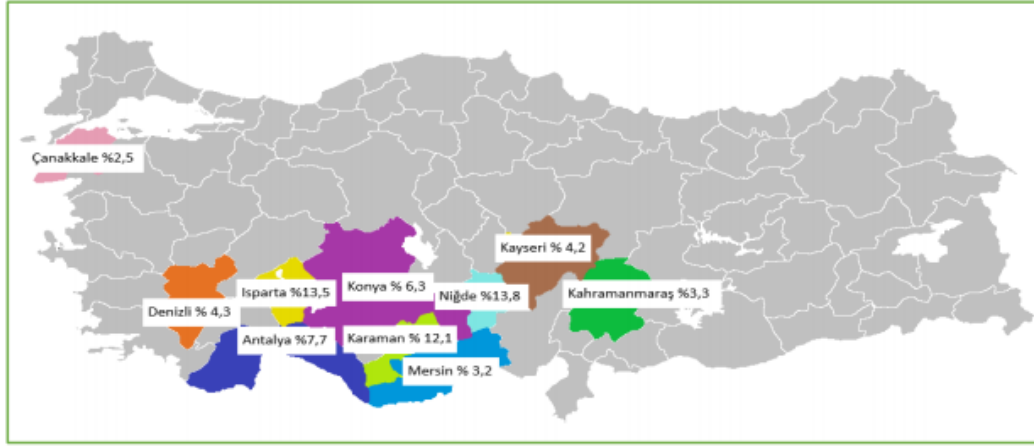 Çanakkale %2,5
Kayseri % 4,2
Isparta %13,5
Konya % 6,3
Niğde %13,8
Kahramanmaraş %3,3
Denizli % 4,3
Antalya %7,7
Karaman % 12,1
Mersin % 3,2